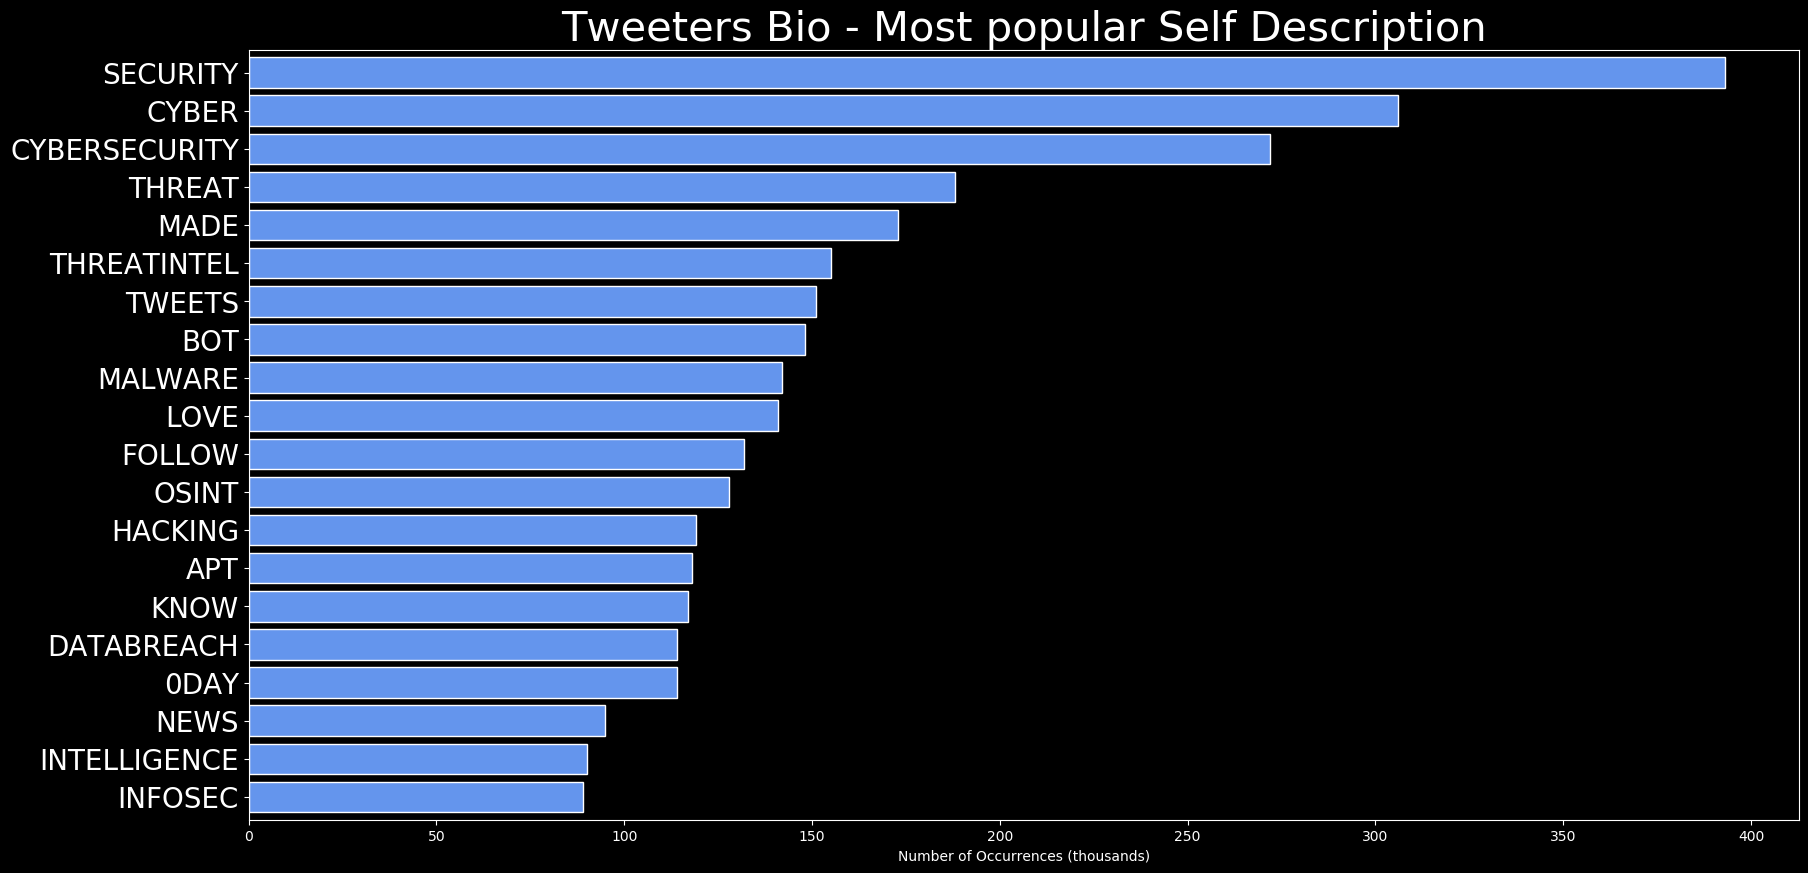 Tweeters Bio - Most popular Self Description
SECURITY
CYBER
CYBERSECURITY
THREAT
MADE
THREATINTEL
TWEETS
BOT
MALWARE
LOVE
FOLLOW
OSINT
HACKING
APT
KNOW
DATABREACH
0DAY
NEWS
INTELLIGENCE
INFOSEC
0 50 100 150 200 250 300 350 400
Number of Occurrences (thousands)